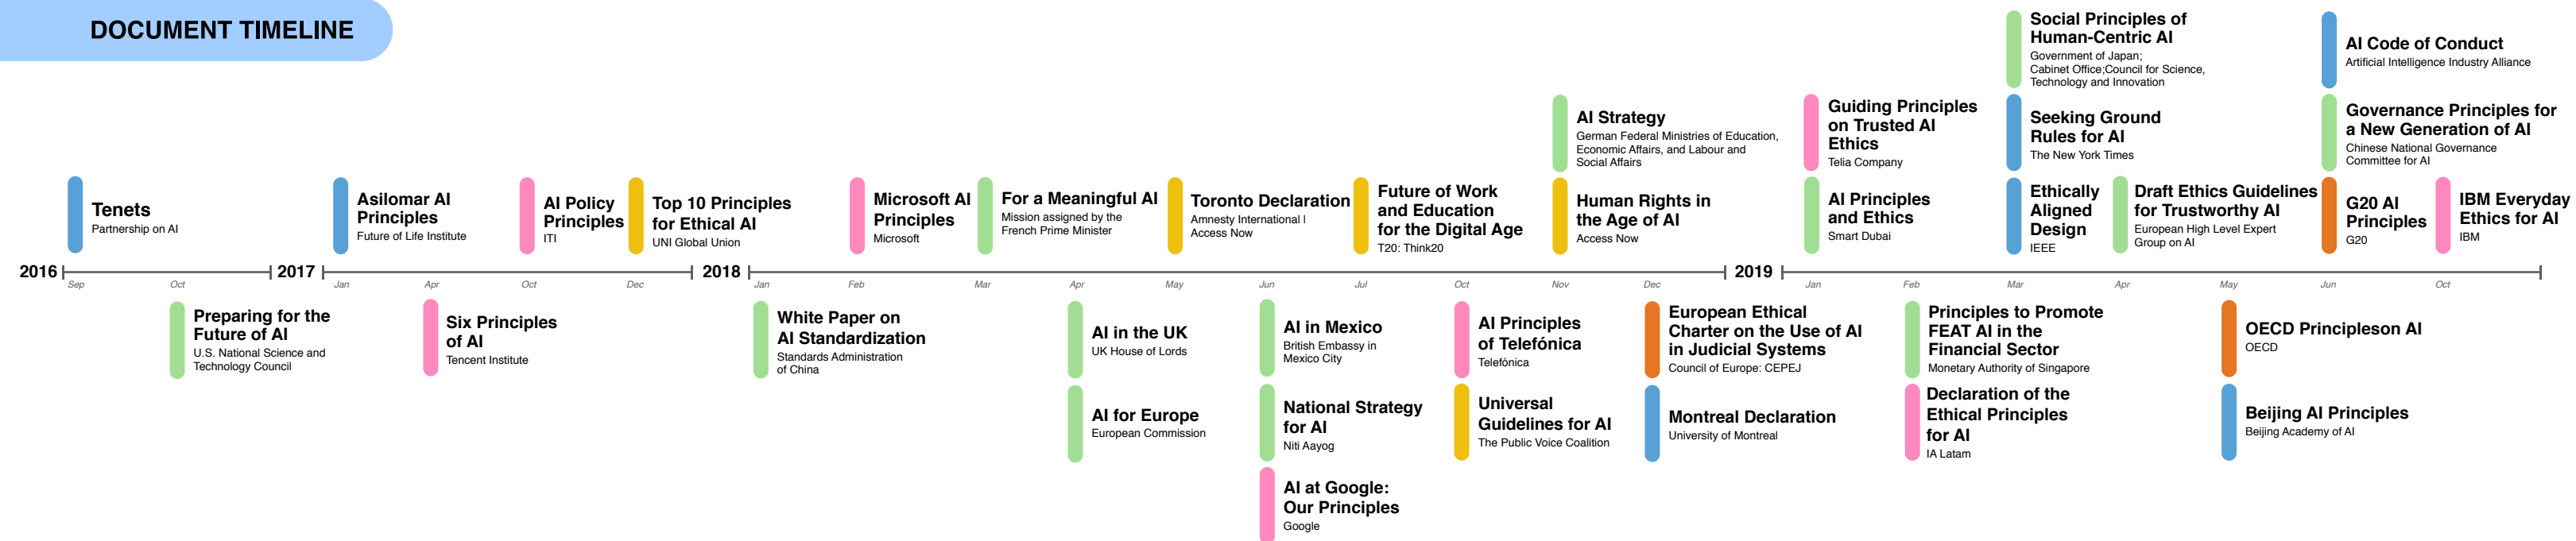 DOCUMENT TIMELINE
Social Principles of
Human-Centric AI
Government of Japan;
Cabinet Office;Council for Science,
Technology and Innovation
AI Code of Conduct
Artificial Intelligence Industry Alliance
AI Strategy
German Federal Ministries of Education,
Economic Affairs, and Labour and
Social Affairs
Guiding Principles
on Trusted AI
Ethics
Telia Company
Seeking Ground
Rules for AI
The New York Times
Governance Principles for
a New Generation of AI
Chinese National Governance
Committee for AI
Tenets
Partnership on AI
Asilomar AI
Principles
Future of Life Institute
AI Policy
Principles
ITI
Top 10 Principles
for Ethical AI
UNI Global Union
Microsoft AI
Principles
Microsoft
For a Meaningful AI
Mission assigned by the
French Prime Minister
Toronto Declaration
Amnesty International |
Access Now
Future of Work
and Education
for the Digital Age
T20: Think20
Human Rights in
the Age of AI
Access Now
AI Principles
and Ethics
Smart Dubai
Ethically
Aligned
Design
IEEE
Draft Ethics Guidelines
for Trustworthy AI
European High Level Expert
Group on AI
G20 AI
Principles
G20
IBM Everyday
Ethics for AI
IBM
2016 2017 2018 2019
Sep Oct Jan Apr Oct Dec Jan Feb Mar Apr May Jun Jul Oct Nov Dec Jan Feb Mar Apr May Jun Oct
Preparing for the
Future of AI
U.S. National Science and
Technology Council
Six Principles
of AI
Tencent Institute
White Paper on
AI Standardization
Standards Administration
of China
AI in the UK
UK House of Lords
AI in Mexico
British Embassy in
Mexico City
AI Principles
of Telefónica
Telefónica
European Ethical
Charter on the Use of AI
in Judicial Systems
Council of Europe: CEPEJ
Principles to Promote
FEAT AI in the
Financial Sector
Monetary Authority of Singapore
OECD Principleson AI
OECD
AI for Europe
European Commission
National Strategy
for AI
Niti Aayog
Universal
Guidelines for AI
The Public Voice Coalition
Montreal Declaration
University of Montreal
Declaration of the
Ethical Principles
for AI
IA Latam
Beijing AI Principles
Beijing Academy of AI
AI at Google:
Our Principles
Google